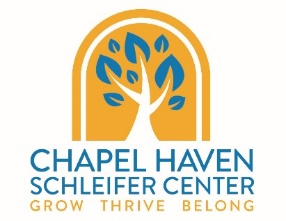 CHAPEL HAVEN
SCHLEIFER CENTER
GROW THRIVE BELONG